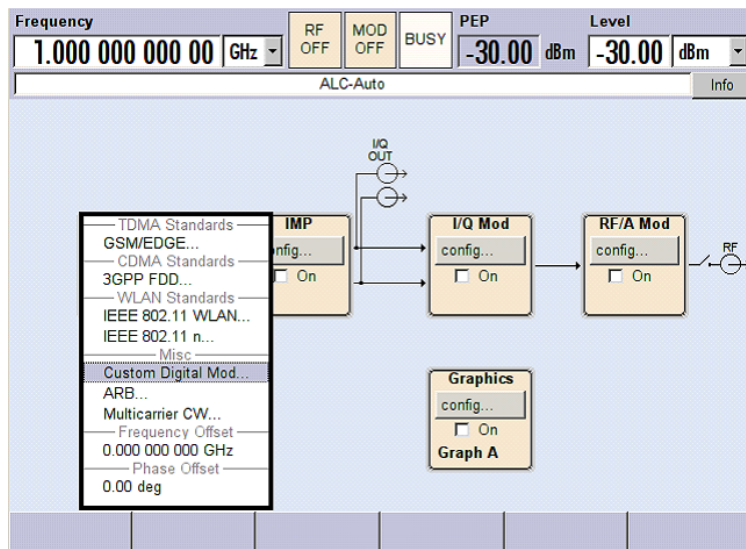 Frequency
1.000 000 000 00 GHz
RF OFF
MOD OFF
BUSY
PEP
-30.00 dBm
Level
-30.00 dBm
ALC-Auto
Info
I/Q
OUT
TDMA Standards
GSM/EDGE...
CDMA Standards
3GPP FDD...
WLAN Standards
IEEE 802.11 WLAN...
IEEE 802.11 n...
Misc
Custom Digital Mod...
ARB...
Multicarrier CW...
Frequency Offset
0.000 000 000 GHz
Phase Offset
0.00 deg
IMP
nfig...
On
I/Q Mod
config...
On
RF/A Mod
config...
On
RF
Graphics
config...
On
Graph A